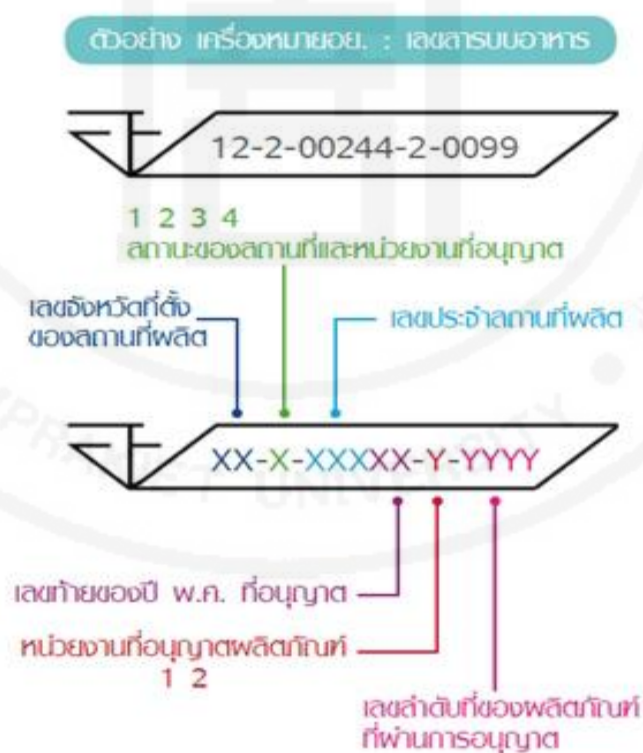 ตัวอย่าง เครื่องหมายอย. : เลขสารบบอาหาร
12-2-00244-2-0099
1 2 3 4
สถานะของสถานที่และหน่วยงานที่อนุญาต
เลขจังหวัดที่ตั้ง
ของสถานที่ผลิต
เลขประจำสถานที่ผลิต
XX-X-XXXXX-Y-YYYY
เลขท้ายของปี พ.ศ. ที่อนุญาต
หน่วยงานที่อนุญาตผลิตภัณฑ์
1 2
เลขลำดับที่ของผลิตภัณฑ์
ที่ผ่านการอนุญาต